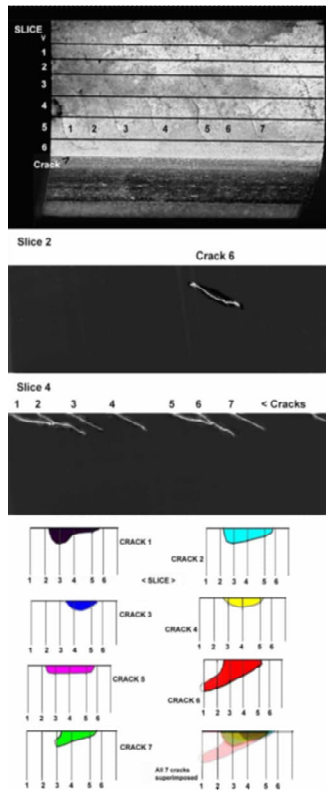 SLICE
V
1
2
3
4
5 1 2 3 4 5 6 7
6
Crack
Slice 2
Crack 6
Slice 4
1 2 3 4 5 6 7 < Cracks
CRACK 1
1 2 3 4 5 6
< SLICE >
CRACK 2
1 2 3 4 5 6
CRACK 3
1 2 3 4 5 6
CRACK 4
1 2 3 4 5 6
CRACK 5
1 2 3 4 5 6
CRACK 6
1 2 3 4 5 6
CRACK 7
1 2 3 4 5 6
All 7 cracks
superimposed
1 2 3 4 5 6